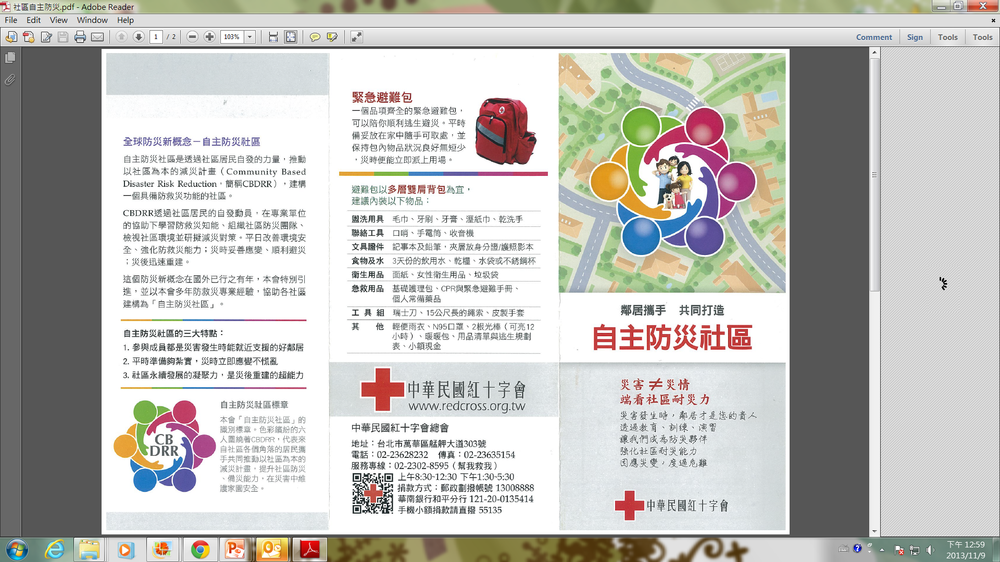 社區自主防災.pdf - Adobe Reader
File Edit View Window Help
1 / 2 103% Comment Sign Tools Tools
全球防災新概念－自主防災社區
自主防災社區是透過社區居民自發的力量，推動
以社區為本的減災計畫（Community Based
Disaster Risk Reduction，簡稱CBDRR），建構
一個具備防救災功能的社區。
CBDRR透過社區居民的自發動員，在專業單位
的協助下學習防救災知能、組織社區防災團隊、
檢視社區環境並研擬減災對策。平日改善環境安
全、強化防救災能力；災時妥善應變、順利避災
；災後迅速重建。
這個防災新概念在國外已行之有年，本會特別引
進，並以本會多年防救災專業經驗，協助各社區
建構為「自主防災社區」。
自主防災社區的三大特點：
1. 參與成員都是災害發生時能就近支援的好鄰居
2. 平時準備夠紮實，災時立即應變不慌亂
3. 社區永續發展的凝聚力，是災後重建的超能力
CB
DRR
自主防災社區標章
本會「自主防災社區」的
識別標章。色彩繽紛的六
人圍繞著CBDRR，代表來
自社區各個角落的居民攜
手共同推動以社區為本的
減災計畫，提升社區防災
、備災能力，在災害中維
護家園安全。
緊急避難包
一個品項齊全的緊急避難包，
可以陪你順利逃生避災。平時
備妥放在家中隨手可取處，並
保持包內物品狀況良好無短少
，災時便能立即派上用場。
避難包以多層雙肩背包為宜，
建議內裝以下物品：
盥洗用具 毛巾、牙刷、牙膏、溼紙巾、乾洗手
聯絡工具 口哨、手電筒、收音機
文具證件 記事本及鉛筆，夾層放身分證/護照影本
食物及水 3天份的飲用水、乾糧、水袋或不銹鋼杯
衛生用品 面紙、女性衛生用品、垃圾袋
急救用品 基礎護理包、CPR與緊急避難手冊、
個人常備藥品
工具組 瑞士刀、15公尺長的繩索、皮製手套
其他 輕便雨衣、N95口罩、2根光棒（可亮12
小時）、暖暖包、用品清單與逃生規劃
表、小額現金
中華民國紅十字會
www.redcross.org.tw
中華民國紅十字會總會
地址：台北市萬華區艋舺大道303號
電話：02-23628232 傳真：02-23635154
服務專線：02-2302-8595（幫我救我）
上午8:30~12:30 下午1:30~5:30
捐款方式：郵政劃撥帳號 13008888
華南銀行和平分行 121-20-0135414
手機小額捐款請直撥 55135
鄰居攜手 共同打造
自主防災社區
災害≠災情
端看社區耐災力
災害發生時，鄰居才是您的貴人
透過教育、訓練、演習
讓我們成為防災夥伴
強化社區耐災能力
因應災變，度過危難
中華民國紅十字會
下午 12:59
2013/11/9